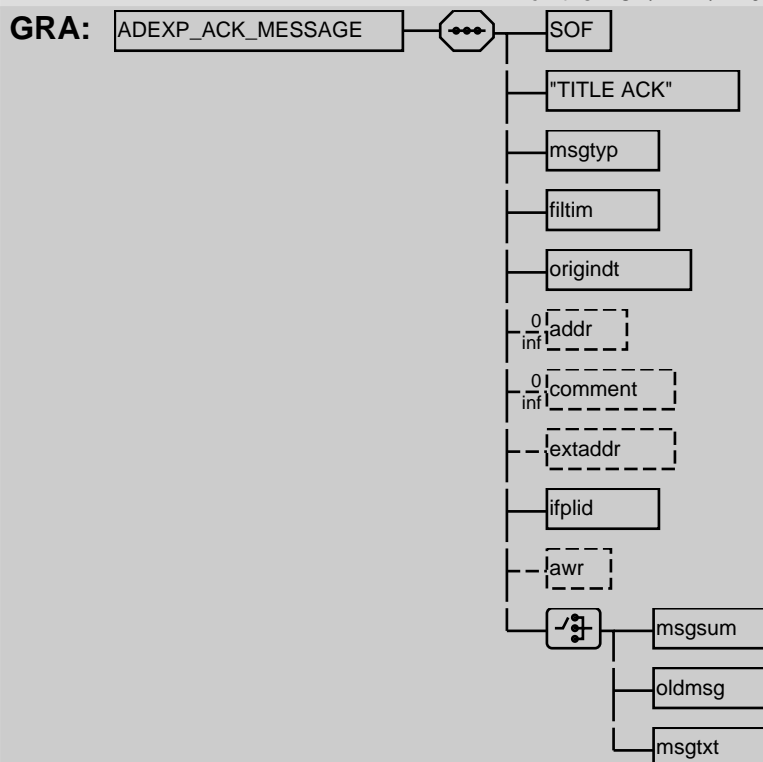 GRA: ADEXP_ACK_MESSAGE SOF
"TITLE ACK"
msgtyp
filtim
origindt
0 inf addr
0 inf comment
extaddr
ifplid
awr
msgsum
oldmsg
msgtxt